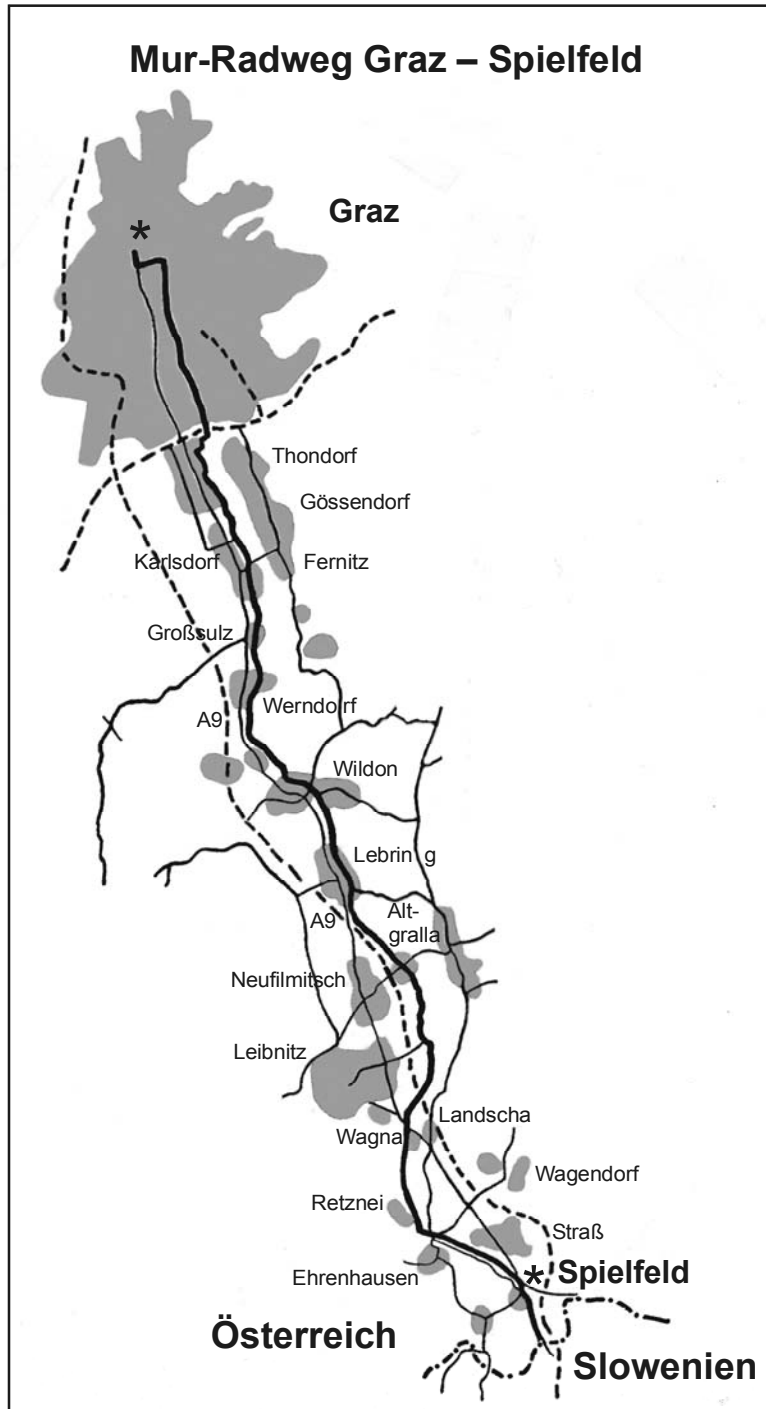 Mur-Radweg Graz – Spielfeld
*
Graz
Thondorf
Gössendorf
Karlsdorf
Fernitz
Großsulz
A9
Werndorf
Wildon
Lebrin g
A9
Alt-
gralla
Neufilmitsch
Leibnitz
Landscha
Wagna
Wagendorf
Retznei
Straß
* Spielfeld
Ehrenhausen
Österreich
Slowenien